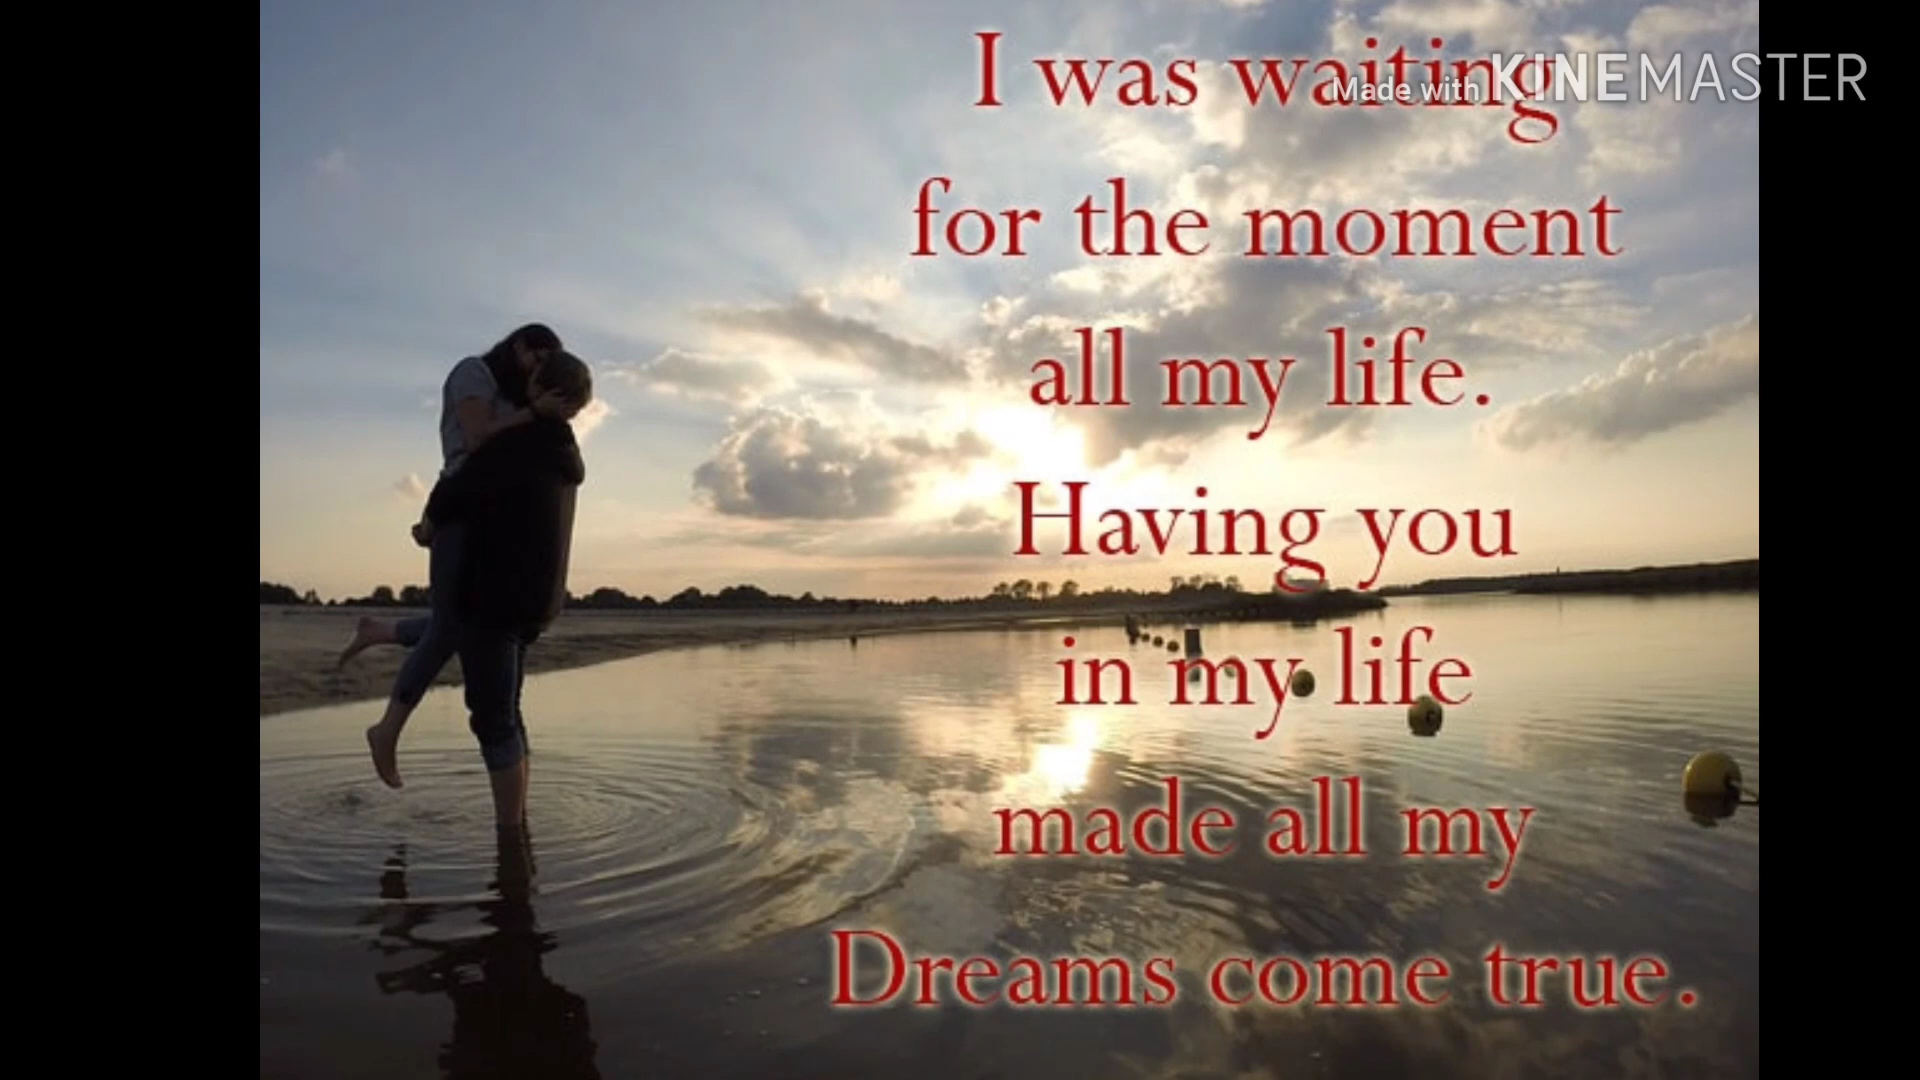 I was waiting
Made with KINEMASTER
for the moment
all my life.
Having you
in my life
made all my
Dreams come true.